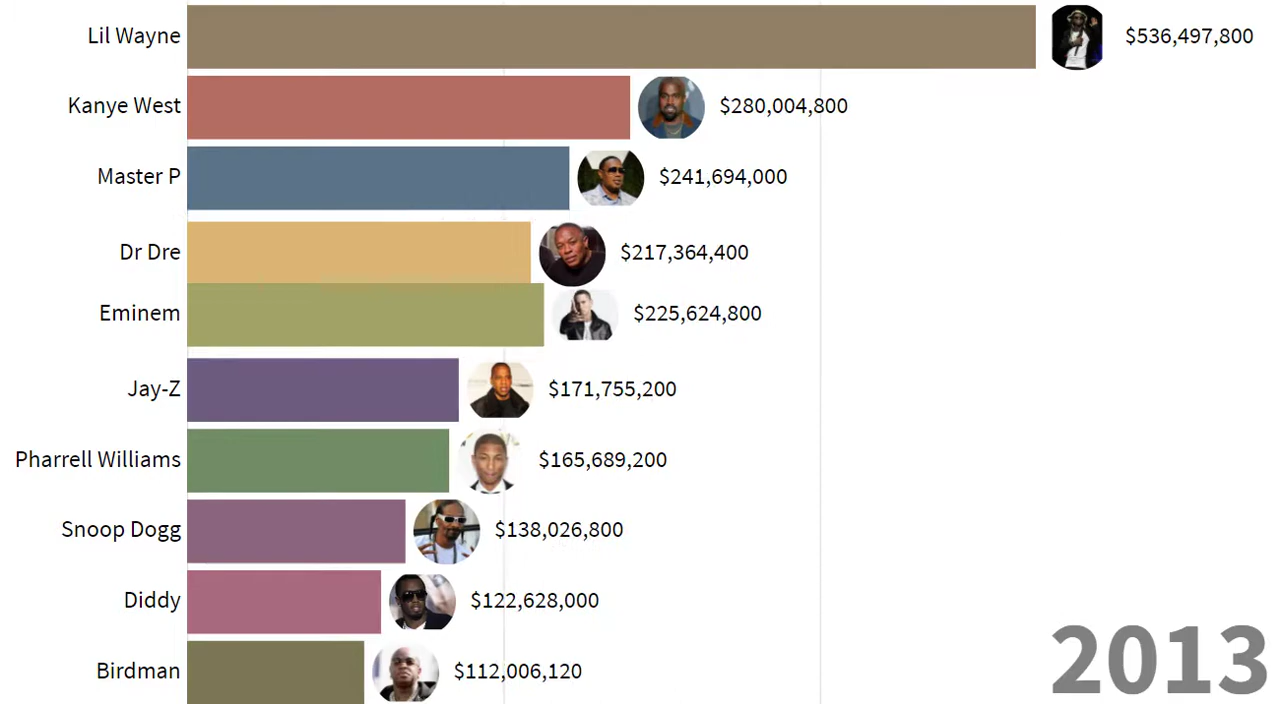 Lil Wayne $536,497,800
Kanye West $280,004,800
Master P $241,694,000
Dr Dre $217,364,400
Eminem $225,624,800
Jay-Z $171,755,200
Pharrell Williams $165,689,200
Snoop Dogg $138,026,800
Diddy $122,628,000
Birdman $112,006,120
2013